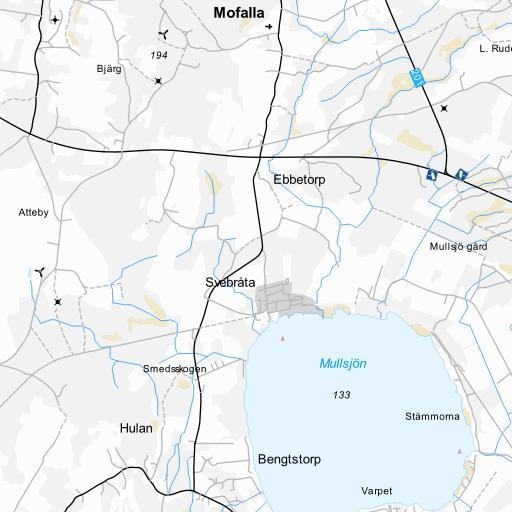 Mofalla
L. Rude
194
Bjärg
201
Ebbetorp
Atteby
Mullsjö gård
Svebråta
Mullsjön
Smedsskogen
133
Stämmorna
Hulan
Bengtstorp
Varpet